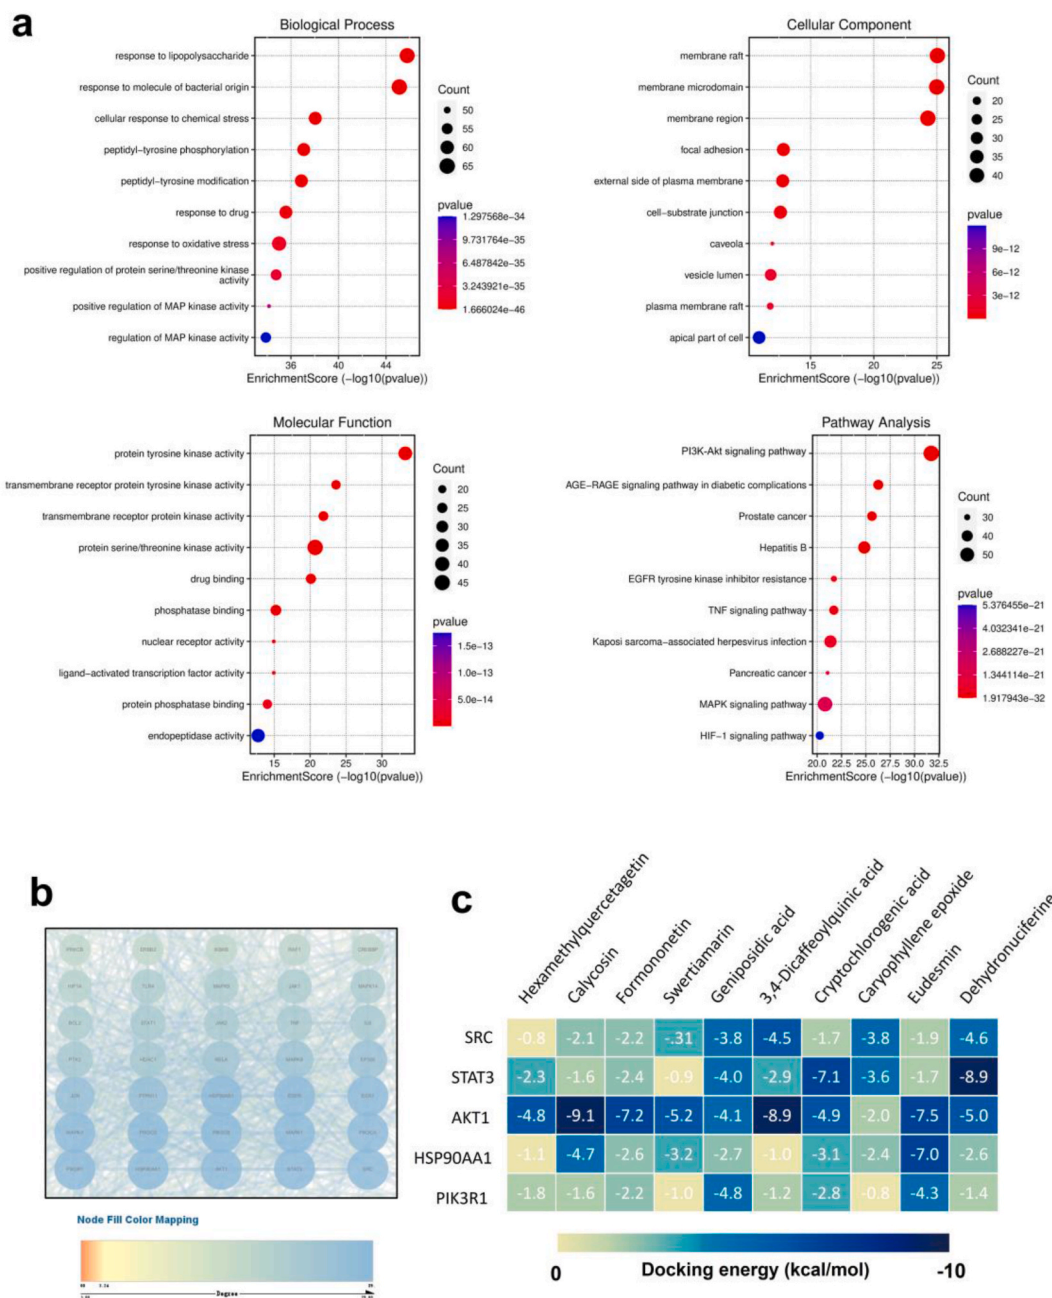 a
Biological Process
response to lipopolysaccharide
response to molecule of bacterial origin
cellular response to chemical stress
peptidyl−tyrosine phosphorylation
peptidyl−tyrosine modification
response to drug
response to oxidative stress
positive regulation of protein serine/threonine kinase
activity
positive regulation of MAP kinase activity
regulation of MAP kinase activity
36 40 44
EnrichmentScore (−log10(pvalue))
Count
50
55
60
65
pvalue
1.297568e−34
9.731764e−35
6.487842e−35
3.243921e−35
1.666024e−46
Cellular Component
membrane raft
membrane microdomain
membrane region
focal adhesion
external side of plasma membrane
cell−substrate junction
caveola
vesicle lumen
plasma membrane raft
apical part of cell
15 20 25
EnrichmentScore (−log10(pvalue))
Count
20
25
30
35
40
pvalue
9e−12
6e−12
3e−12
Molecular Function
protein tyrosine kinase activity
transmembrane receptor protein tyrosine kinase activity
transmembrane receptor protein kinase activity
protein serine/threonine kinase activity
drug binding
phosphatase binding
nuclear receptor activity
ligand−activated transcription factor activity
protein phosphatase binding
endopeptidase activity
15 20 25 30
EnrichmentScore (−log10(pvalue))
Count
20
25
30
35
40
45
pvalue
1.5e−13
1.0e−13
5.0e−14
Pathway Analysis
PI3K-Akt signaling pathway
AGE−RAGE signaling pathway in diabetic complications
Prostate cancer
Hepatitis B
EGFR tyrosine kinase inhibitor resistance
TNF signaling pathway
Kaposi sarcoma−associated herpesvirus infection
Pancreatic cancer
MAPK signaling pathway
HIF−1 signaling pathway
20.0 22.5 25.0 27.5 30.0 32.5
EnrichmentScore (−log10(pvalue))
Count
30
40
50
pvalue
5.376455e−21
4.032341e−21
2.688227e−21
1.344114e−21
1.917943e−32
b
Node Fill Color Mapping
Degree
c
Hexamethylquercetagetin
Calycosin
Formononetin
Swertiamarin
Geniposidic acid
3,4-Dicaffeoylquinic acid
Cryptochlorogenic acid
Caryophyllene epoxide
Eudesmin
Dehydronuciferine
SRC -0.8 -2.1 -2.2 -.31 -3.8 -4.5 -1.7 -3.8 -1.9 -4.6
STAT3 -2.3 -1.6 -2.4 -0.9 -4.0 -2.9 -7.1 -3.6 -1.7 -8.9
AKT1 -4.8 -9.1 -7.2 -5.2 -4.1 -8.9 -4.9 -2.0 -7.5 -5.0
HSP90AA1 -1.1 -4.7 -2.6 -3.2 -2.7 -1.0 -3.1 -2.4 -7.0 -2.6
PIK3R1 -1.8 -1.6 -2.2 -1.0 -4.8 -1.2 -2.8 -0.8 -4.3 -1.4
0 Docking energy (kcal/mol) -10